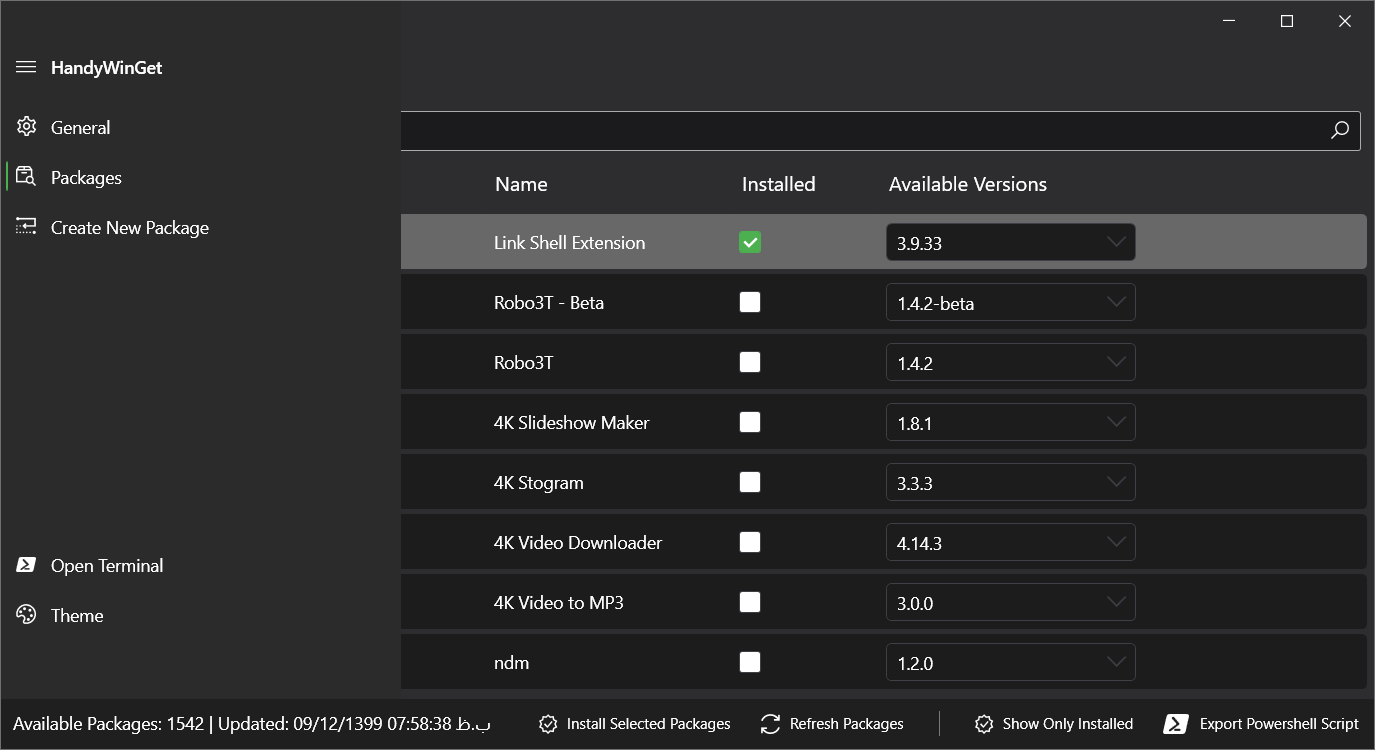 HandyWinGet
General
Packages
Create New Package
Open Terminal
Theme
Name Installed Available Versions
Link Shell Extension 3.9.33
Robo3T - Beta 1.4.2-beta
Robo3T 1.4.2
4K Slideshow Maker 1.8.1
4K Stogram 3.3.3
4K Video Downloader 4.14.3
4K Video to MP3 3.0.0
ndm 1.2.0
Available Packages: 1542 | Updated: 09/12/1399 07:58:38 ب.ظ Install Selected Packages Refresh Packages Show Only Installed Export Powershell Script